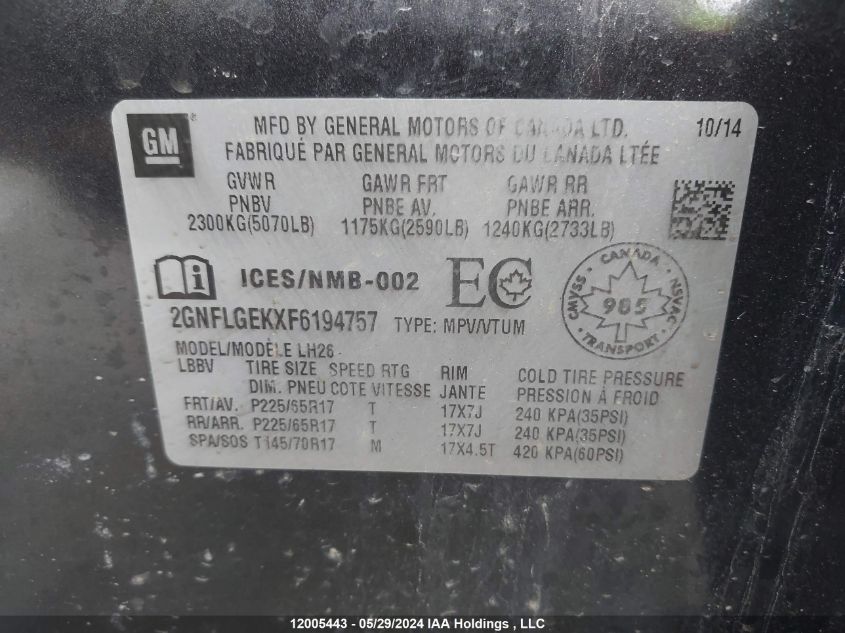 GM
MFD BY GENERAL MOTORS OF CANADA LTD. 10/14
FABRIQUÉ PAR GENERAL MOTORS DU CANADA LTÉE
GVWR GAWR FRT GAWR RR
PNBV PNBE AV. PNBE ARR.
2300KG(5070LB) 1175KG(2590LB) 1240KG(2733LB)
i ICES/NMB-002 EC
CANADA
CMVSS 905 NSVAC
TRANSPORT
2GNFLGEKXF6194757 TYPE: MPV/VTUM
MODEL/MODÈLE LH26
LBBV TIRE SIZE SPEED RTG RIM COLD TIRE PRESSURE
DIM. PNEU COTE VITESSE JANTE PRESSION À FROID
FRT/AV. P225/65R17 T 17X7J 240 KPA(35PSI)
RR/ARR. P225/65R17 T 17X7J 240 KPA(35PSI)
SPA/SOS T145/70R17 M 17X4.5T 420 KPA(60PSI)
12005443 - 05/29/2024 IAA Holdings , LLC